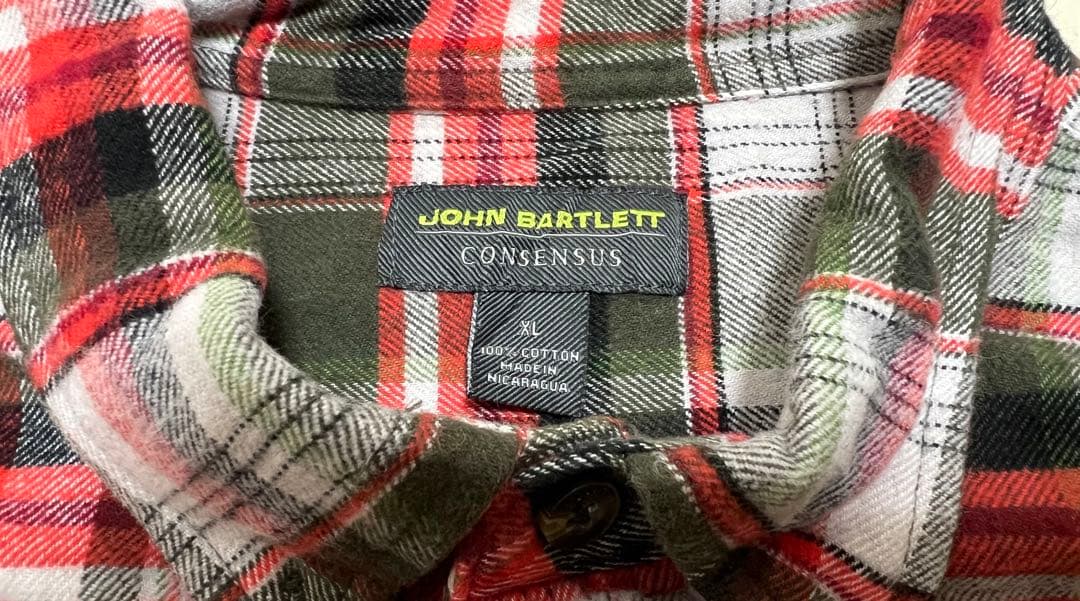 JOHN BARTLETT
CONSENSUS
XL
100% COTTON
MADE IN
NICARAGUA